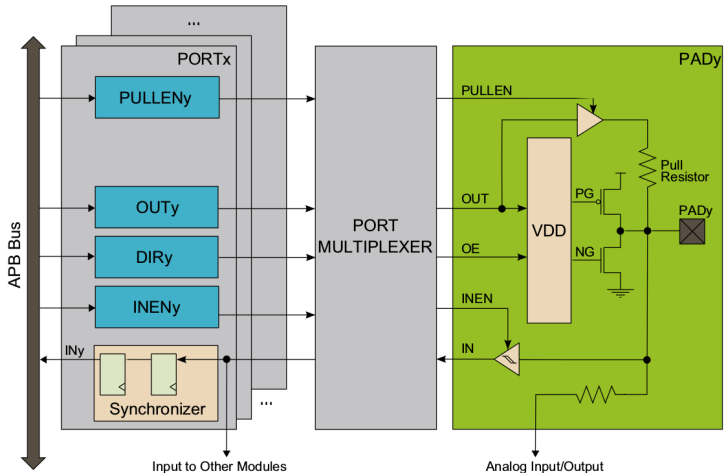 ...
PORTx
PADy
PULLENy
PULLEN
Pull
Resistor
OUTy
PORT
MULTIPLEXER
OUT
VDD
PG
PADy
DIRy
OE
NG
APB Bus
INENy
INEN
INy
IN
Synchronizer
...
Input to Other Modules
Analog Input/Output